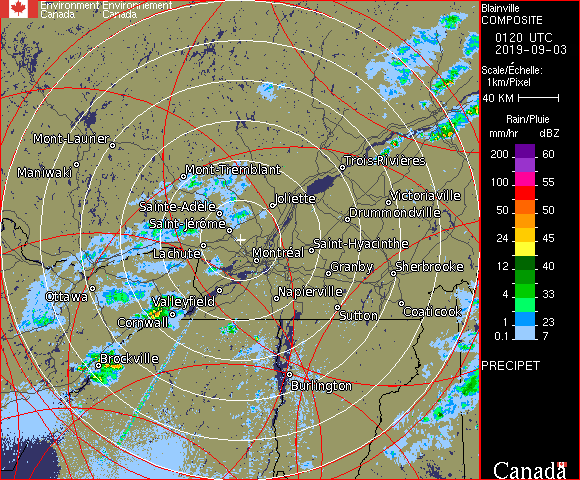 Environment Environnement
Canada Canada
Blainville
COMPOSITE
0120 UTC
2019-09-03
Scale/Échelle:
1km/Pixel
40 KM
Rain/Pluie
mm/hr dBZ
200 60
100 55
50 50
24 45
12 40
4 33
2 30
1 23
0.1 7
PRECIPET
Mont-Laurier
Maniwaki
Mont-Tremblant
Trois-Rivières
Sainte-Adèle
Joliette
Victoriaville
Drummondville
Saint-Jérôme
Lachute
Montréal
Saint-Hyacinthe
Granby
Sherbrooke
Ottawa
Valleyfield
Napierville
Cornwall
Sutton
Coaticook
Brockville
Burlington
Canada